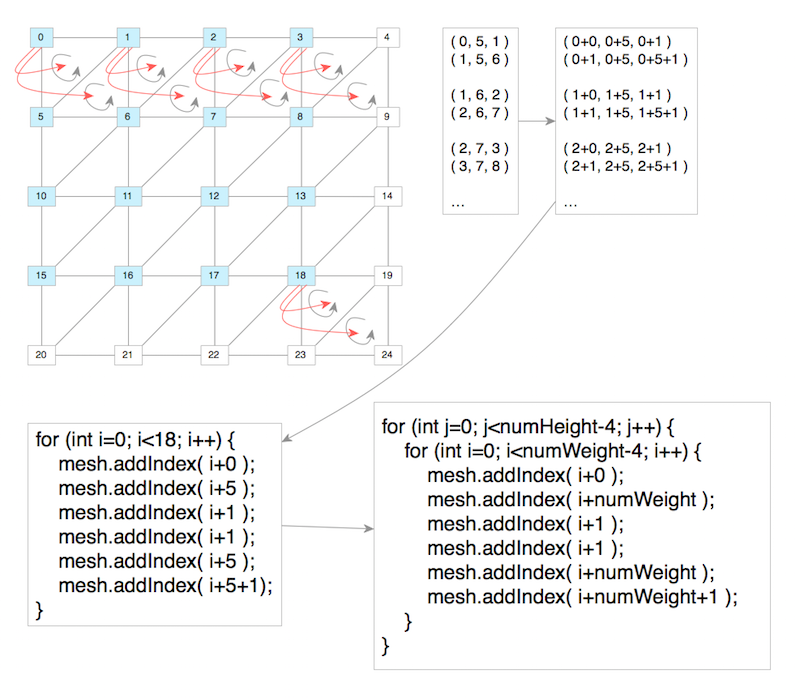 0 1 2 3 4
5 6 7 8 9
10 11 12 13 14
15 16 17 18 19
20 21 22 23 24
( 0, 5, 1 )
( 1, 5, 6 )
( 1, 6, 2 )
( 2, 6, 7 )
( 2, 7, 3 )
( 3, 7, 8 )
...
( 0+0, 0+5, 0+1 )
( 0+1, 0+5, 0+5+1 )
( 1+0, 1+5, 1+1 )
( 1+1, 1+5, 1+5+1 )
( 2+0, 2+5, 2+1 )
( 2+1, 2+5, 2+5+1 )
...
for (int i=0; i<18; i++) {
mesh.addIndex( i+0 );
mesh.addIndex( i+5 );
mesh.addIndex( i+1 );
mesh.addIndex( i+1 );
mesh.addIndex( i+5 );
mesh.addIndex( i+5+1);
}
for (int j=0; j<numHeight-4; j++) {
for (int i=0; i<numWeight-4; i++) {
mesh.addIndex( i+0 );
mesh.addIndex( i+numWeight );
mesh.addIndex( i+1 );
mesh.addIndex( i+1 );
mesh.addIndex( i+numWeight );
mesh.addIndex( i+numWeight+1 );
}
}